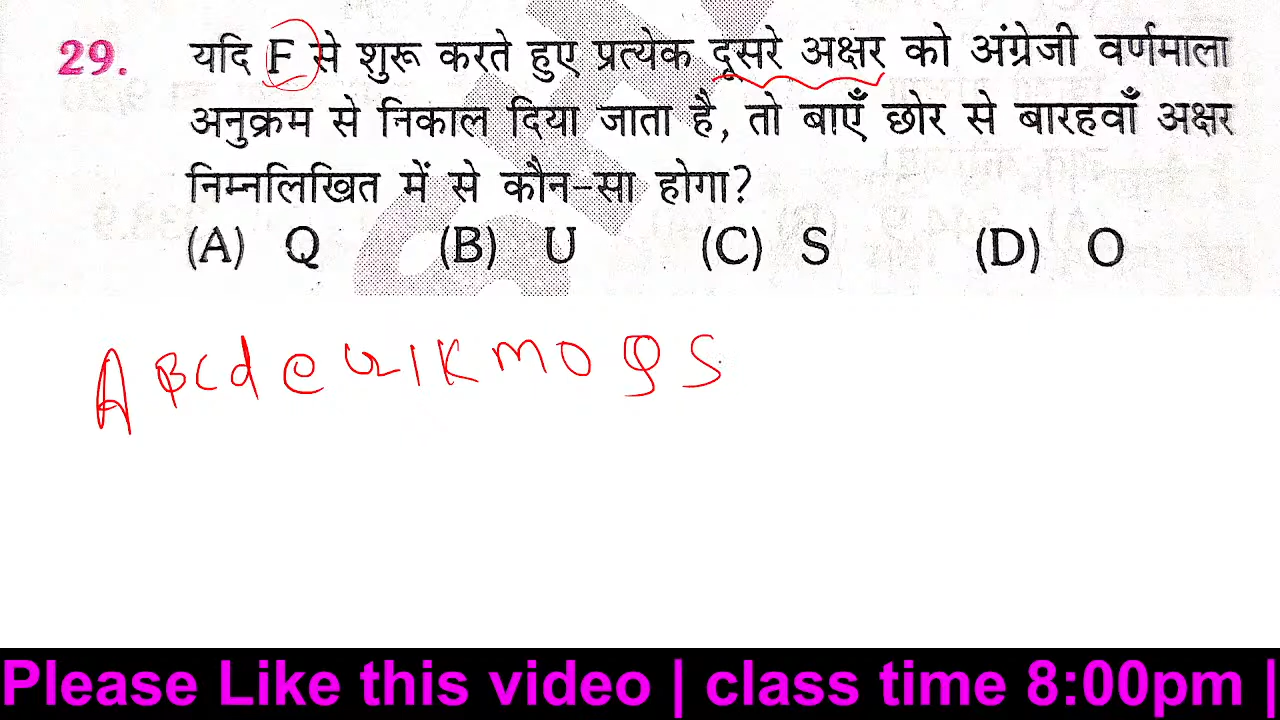 29. यदि F से शुरू करते हुए प्रत्येक दूसरे अक्षर को अंग्रेजी वर्णमाला
अनुक्रम से निकाल दिया जाता है, तो बाएँ छोर से बारहवाँ अक्षर
निम्नलिखित में से कौन-सा होगा?
(A) Q (B) U (C) S (D) O
A B C d e I K M O Q S
Please Like this video | class time 8:00pm |